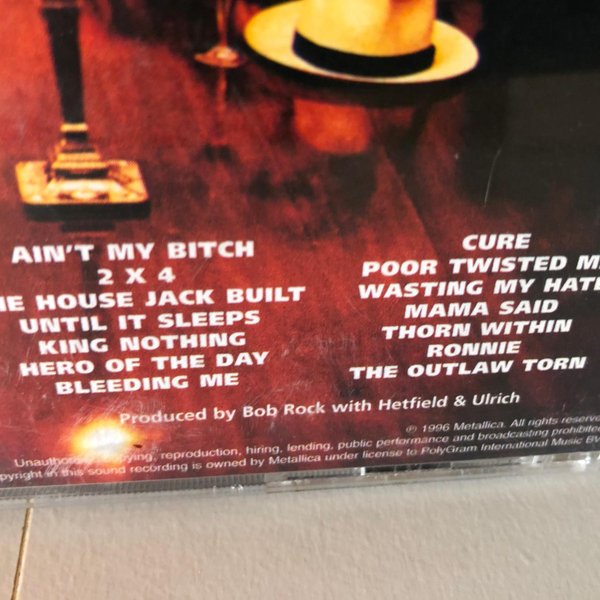 AIN'T MY BITCH
2 X 4
HE HOUSE JACK BUILT
UNTIL IT SLEEPS
KING NOTHING
HERO OF THE DAY
BLEEDING ME
CURE
POOR TWISTED M
WASTING MY HATE
MAMA SAID
THORN WITHIN
RONNIE
THE OUTLAW TORN
Produced by Bob Rock with Hetfield & Ulrich
℗ 1996 Metallica. All rights reserve
reproduction, hiring, lending, public performance and broadcasting prohibited
pyright in this sound recording is owned by Metallica under license to PolyGram International Music BV